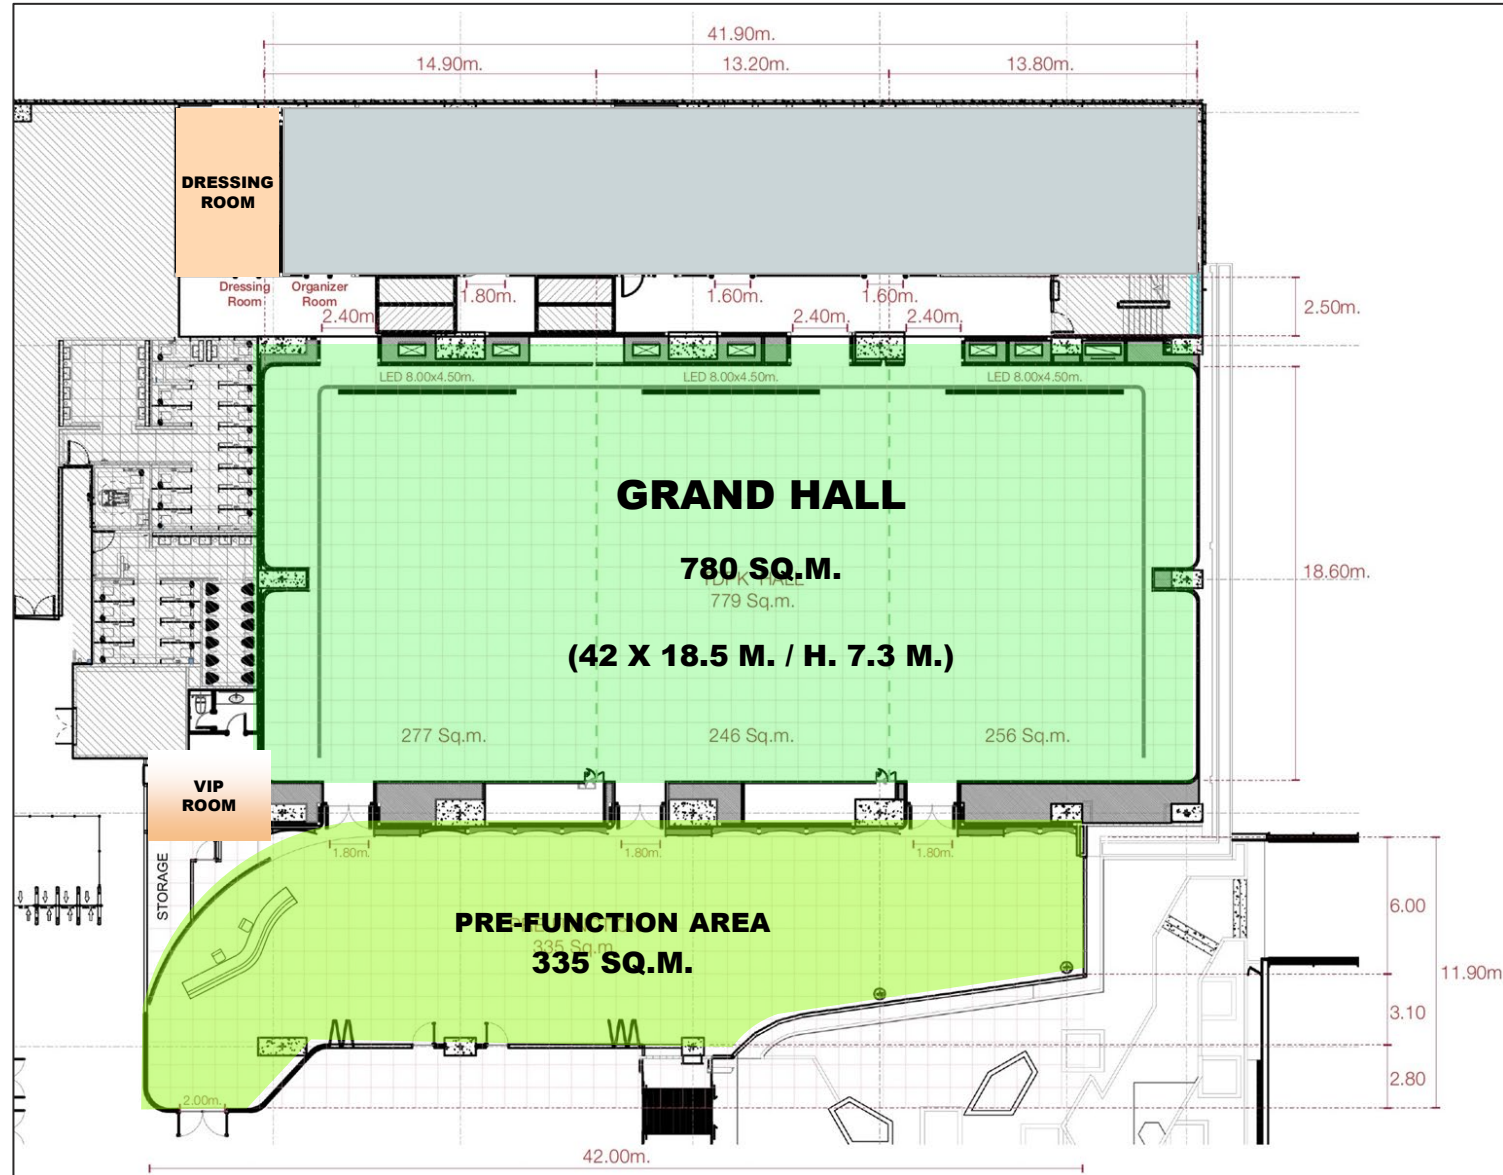 41.90m.
14.90m.
13.20m.
13.80m.
DRESSING
ROOM
Dressing
Room
Organizer
Room
1.80m.
1.60m.
1.60m.
2.50m.
2.40m.
2.40m.
2.40m.
LED 8.00x4.50m.
LED 8.00x4.50m.
LED 8.00x4.50m.
GRAND HALL
780 SQ.M.
HALL
779 Sq.m.
18.60m.
(42 X 18.5 M. / H. 7.3 M.)
277 Sq.m.
246 Sq.m.
256 Sq.m.
VIP
ROOM
1.80m.
1.80m.
1.80m.
STORAGE
PRE-FUNCTION AREA
335 Sq.m.
335 SQ.M.
6.00
11.90m
3.10
2.80
2.00m.
42.00m.